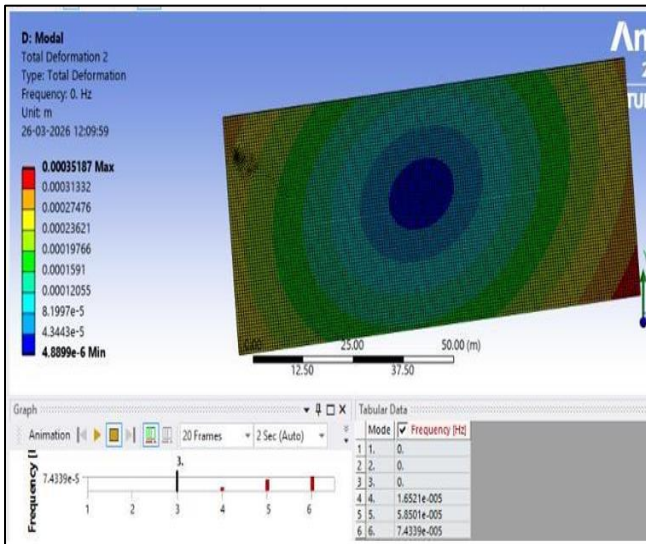 D: Modal
Total Deformation 2
Type: Total Deformation
Frequency: 0. Hz
Unit: m
26-03-2026 12:09:59
An
2
TU
0.00035187 Max
0.00031332
0.00027476
0.00023621
0.00019766
0.0001591
0.00012055
8.1997e-5
4.3443e-5
4.8899e-6 Min
0.00 25.00 50.00 (m)
12.50 37.50
Graph
Animation 20 Frames 2 Sec (Auto)
Frequency [
7.4339e-5
3.
1 2 3 4 5 6
Tabular Data
Mode Frequency [Hz]
1 1. 0.
2 2. 0.
3 3. 0.
4 4. 1.6521e-005
5 5. 5.8501e-005
6 6. 7.4339e-005